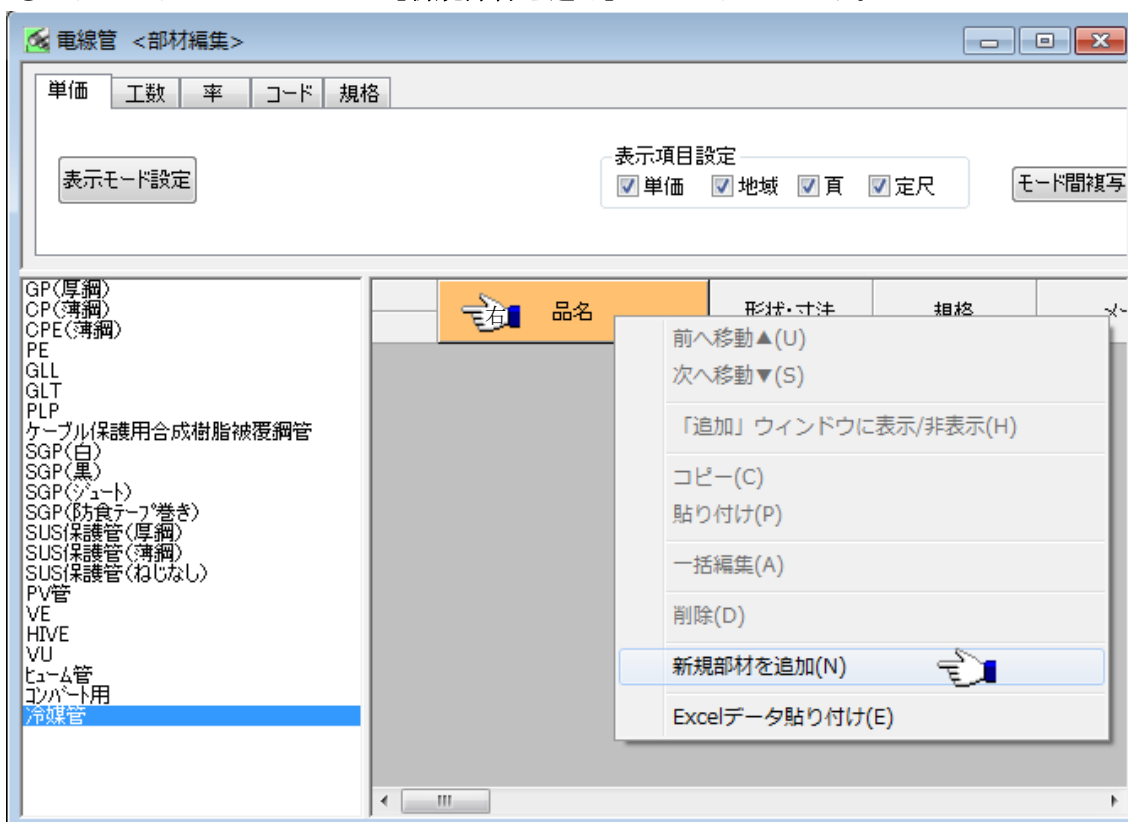 電線管 <部材編集>
単価 工数 率 コード 規格
表示モード設定
表示項目設定
単価 地域 頁 定尺
モード間複写
GP(厚鋼)
CP(薄鋼)
CPE(薄鋼)
PE
GLL
GLT
PLP
ケーブル保護用合成樹脂被覆鋼管
SGP(白)
SGP(黒)
SGP(ジュート)
SGP(防食テープ巻き)
SUS保護管(厚鋼)
SUS保護管(薄鋼)
SUS保護管(ねじなし)
PV管
VE
HIVE
VU
ヒューム管
コンバート用
冷媒管
右 品名 形状・寸法 規格 メー
前へ移動▲(U)
次へ移動▼(S)
「追加」ウィンドウに表示/非表示(H)
コピー(C)
貼り付け(P)
一括編集(A)
削除(D)
新規部材を追加(N)
Excelデータ貼り付け(E)